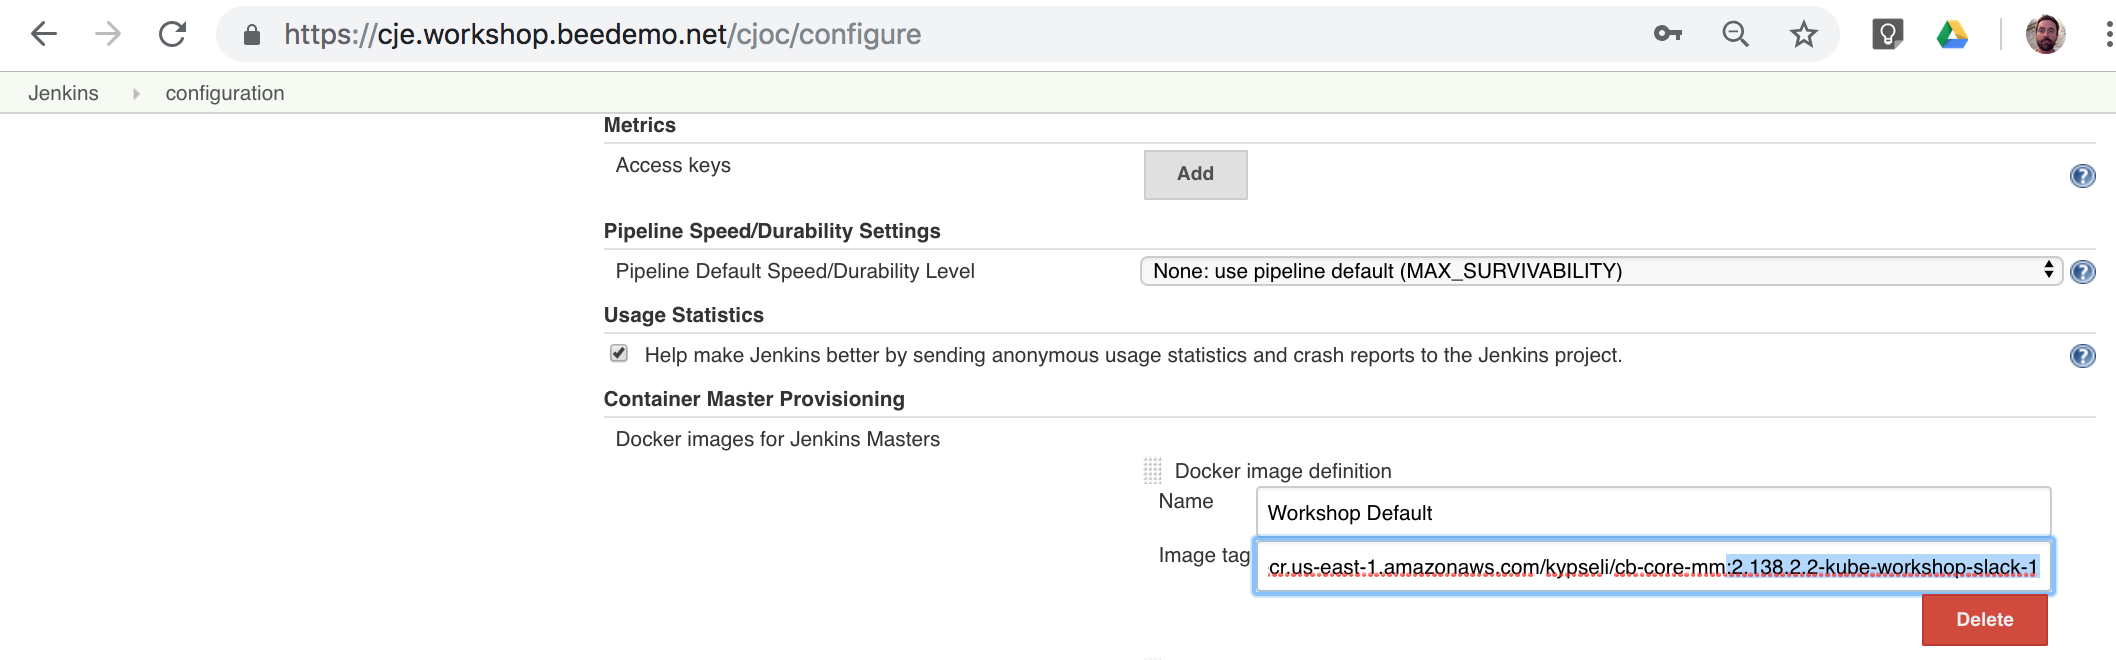 https://cje.workshop.beedemo.net/cjoc/configure
Jenkins configuration
Metrics
Access keys Add
Pipeline Speed/Durability Settings
Pipeline Default Speed/Durability Level None: use pipeline default (MAX_SURVIVABILITY)
Usage Statistics
Help make Jenkins better by sending anonymous usage statistics and crash reports to the Jenkins project.
Container Master Provisioning
Docker images for Jenkins Masters
Docker image definition
Name Workshop Default
Image tag cr.us-east-1.amazonaws.com/kypseli/cb-core-mm:2.138.2.2-kube-workshop-slack-1
Delete